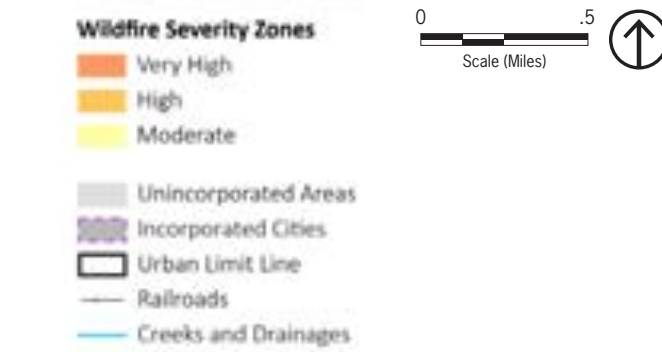 Wildfire Severity Zones
Very High
High
Moderate
Unincorporated Areas
Incorporated Cities
Urban Limit Line
Railroads
Creeks and Drainages
0 .5
Scale (Miles)